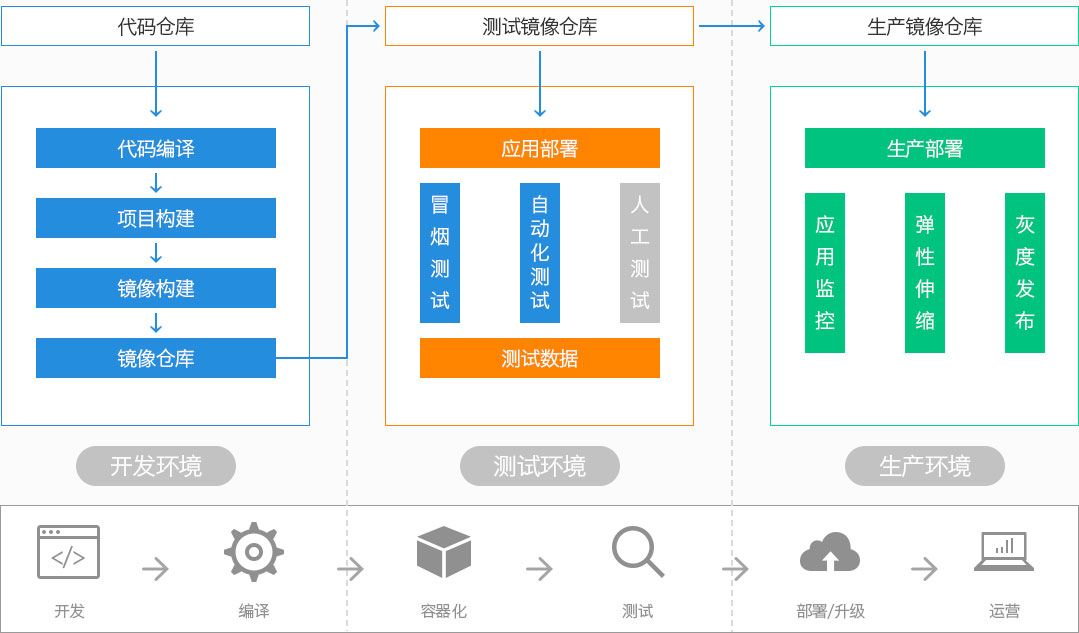 代码仓库
测试镜像仓库
生产镜像仓库
代码编译
项目构建
镜像构建
镜像仓库
应用部署
冒烟测试
自动化测试
人工测试
测试数据
生产部署
应用监控
弹性伸缩
灰度发布
开发环境
测试环境
生产环境
</>
开发
编译
容器化
测试
部署/升级
运营